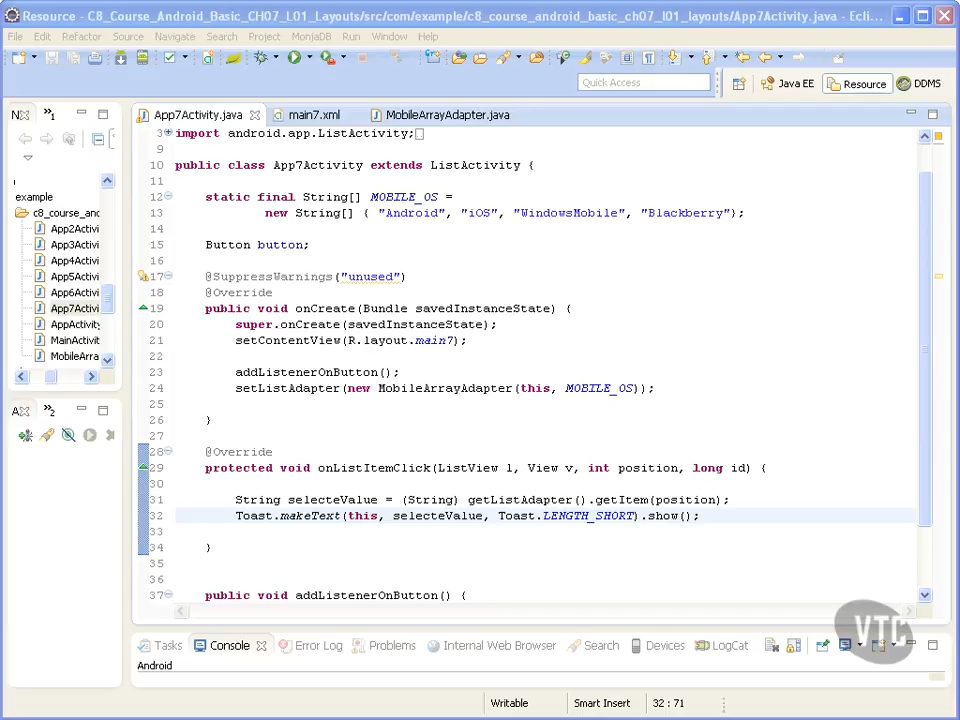 Resource - C8_Course_Android_Basic_CH07_L01_Layouts/src/com/example/c8_course_android_basic_ch07_l01_layouts/App7Activity.java - Ecli...
File Edit Refactor Source Navigate Search Project MonjaDB Run Window Help
Quick Access
Java EE
Resource
DDMS
App7Activity.java
main7.xml
MobileArrayAdapter.java
example
c8_course_and
App2Activi
App3Activi
App4Activi
App5Activi
App6Activi
App7Activi
AppActivity
MainActivit
MobileArra
3 import android.app.ListActivity;
9
10 public class App7Activity extends ListActivity {
11
12 static final String[] MOBILE_OS =
13 new String[] { "Android", "iOS", "WindowsMobile", "Blackberry"};
14
15 Button button;
16
17 @SuppressWarnings("unused")
18 @Override
19 public void onCreate(Bundle savedInstanceState) {
20 super.onCreate(savedInstanceState);
21 setContentView(R.layout.main7);
22
23 addListenerOnButton();
24 setListAdapter(new MobileArrayAdapter(this, MOBILE_OS));
25
26 }
27
28 @Override
29 protected void onListItemClick(ListView l, View v, int position, long id) {
30
31 String selecteValue = (String) getListAdapter().getItem(position);
32 Toast.makeText(this, selecteValue, Toast.LENGTH_SHORT).show();
33
34 }
35
36
37 public void addListenerOnButton() {
VTC
Tasks Console Error Log Problems Internal Web Browser Search Devices LogCat
Android
Writable
Smart Insert
32 : 71